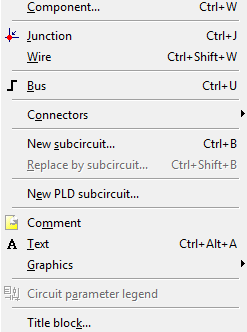 Component... Ctrl+W
Junction Ctrl+J
Wire Ctrl+Shift+W
Bus Ctrl+U
Connectors
New subcircuit... Ctrl+B
Replace by subcircuit... Ctrl+Shift+B
New PLD subcircuit...
Comment
A Text Ctrl+Alt+A
Graphics
Circuit parameter legend
Title block...